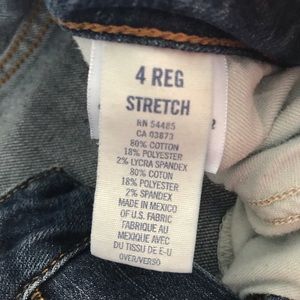 4 REG
STRETCH
RN 54485
CA 03873
80% COTTON
18% POLYESTER
2% LYCRA SPANDEX
80% COTON
18% POLYESTER
2% SPANDEX
MADE IN MEXICO
OF U.S. FABRIC
FABRIQUE AU
MEXIQUE AVEC
DU TISSU DE E-U
OVER/VERSO